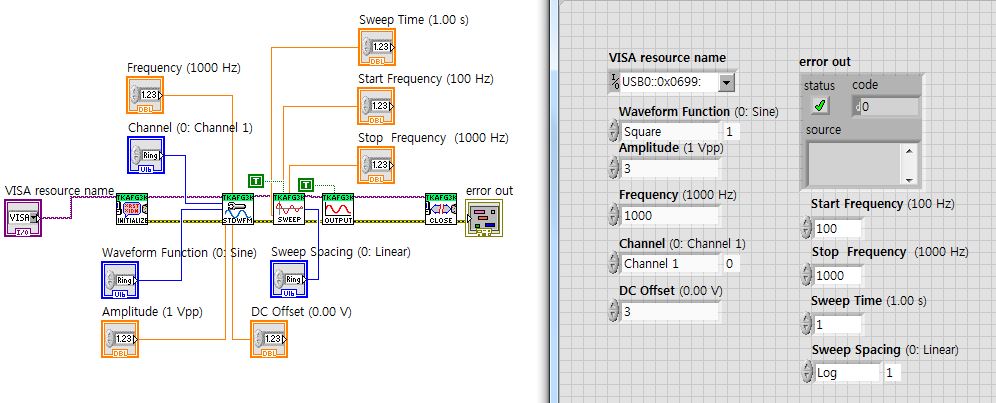 Sweep Time (1.00 s)
1.23
DBL
Frequency (1000 Hz)
1.23
DBL
Start Frequency (100 Hz)
1.23
DBL
Channel (0: Channel 1)
Ring
U16
Stop Frequency (1000 Hz)
1.23
DBL
T
T
VISA resource name
VISA
I/O
TKAFG3K
INITIALIZE
TKAFG3K
STDWFM
TKAFG3K
SWEEP
TKAFG3K
OUTPUT
TKAFG3K
CLOSE
error out
Waveform Function (0: Sine)
Ring
U16
Sweep Spacing (0: Linear)
Ring
U16
Amplitude (1 Vpp)
1.23
DBL
DC Offset (0.00 V)
1.23
DBL
VISA resource name
I/O
USB0::0x0699:
Waveform Function (0: Sine)
Square
1
Amplitude (1 Vpp)
3
Frequency (1000 Hz)
1000
Channel (0: Channel 1)
Channel 1
0
DC Offset (0.00 V)
3
error out
status
code
d0
source
Start Frequency (100 Hz)
100
Stop Frequency (1000 Hz)
1000
Sweep Time (1.00 s)
1
Sweep Spacing (0: Linear)
Log
1